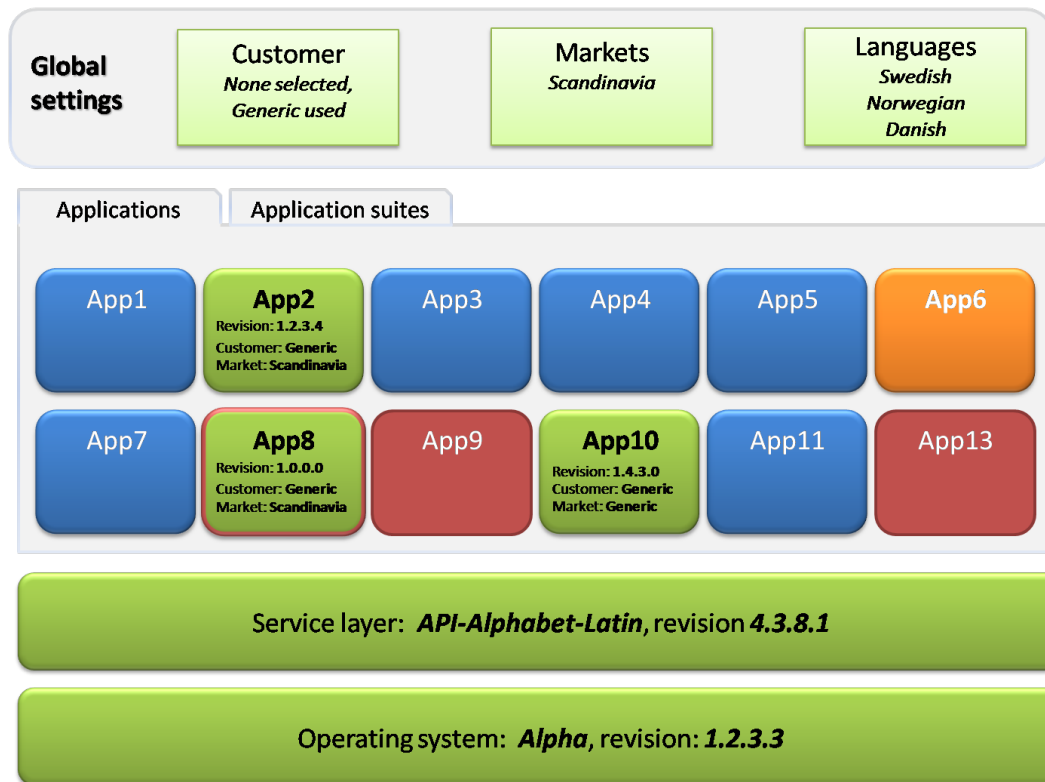 Global
settings
Customer
None selected,
Generic used
Markets
Scandinavia
Languages
Swedish
Norwegian
Danish
Applications
Application suites
App1
App2
Revision: 1.2.3.4
Customer: Generic
Market: Scandinavia
App3
App4
App5
App6
App7
App8
Revision: 1.0.0.0
Customer: Generic
Market: Scandinavia
App9
App10
Revision: 1.4.3.0
Customer: Generic
Market: Generic
App11
App13
Service layer: API-Alphabet-Latin, revision 4.3.8.1
Operating system: Alpha, revision: 1.2.3.3